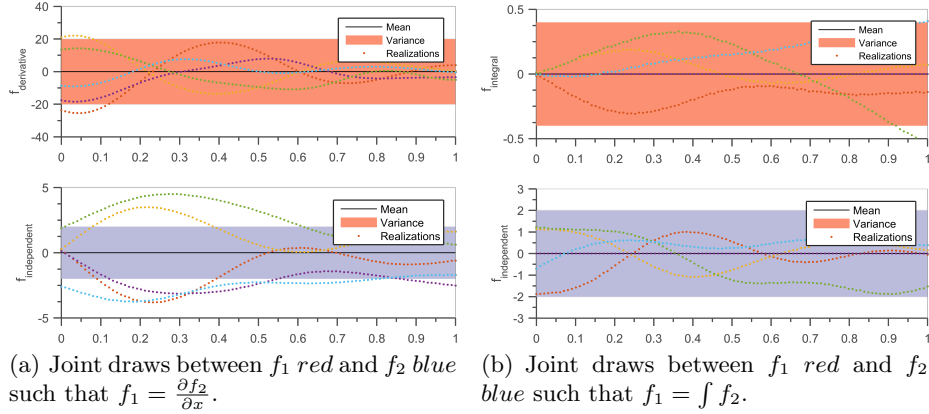 40
20
0
-20
-40
f_derivative
Mean
Variance
Realizations
0 0.1 0.2 0.3 0.4 0.5 0.6 0.7 0.8 0.9 1
5
0
-5
f_independent
Mean
Variance
Realizations
0 0.1 0.2 0.3 0.4 0.5 0.6 0.7 0.8 0.9 1
(a) Joint draws between f₁ red and f₂ blue
such that f₁ = ∂f₂/∂x.
0.5
0
-0.5
f_integral
Mean
Variance
Realizations
0 0.1 0.2 0.3 0.4 0.5 0.6 0.7 0.8 0.9 1
3
2
1
0
-1
-2
-3
f_independent
Mean
Variance
Realizations
0 0.1 0.2 0.3 0.4 0.5 0.6 0.7 0.8 0.9 1
(b) Joint draws between f₁ red and f₂
blue such that f₁ = ∫ f₂.